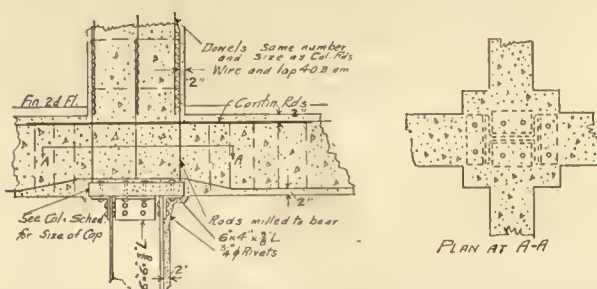 Dowels same number
and Size as Col. Rds
Wire and lap 40 Diam
2"
Fin 2d Fl.
Contin. Rds
2"
A
A
2"
See Col. Sched.
for Size of Cap
Rods milled to bear
6"x4"x3/8" L
3/4" φ Rivets
2"
PLAN AT A-A